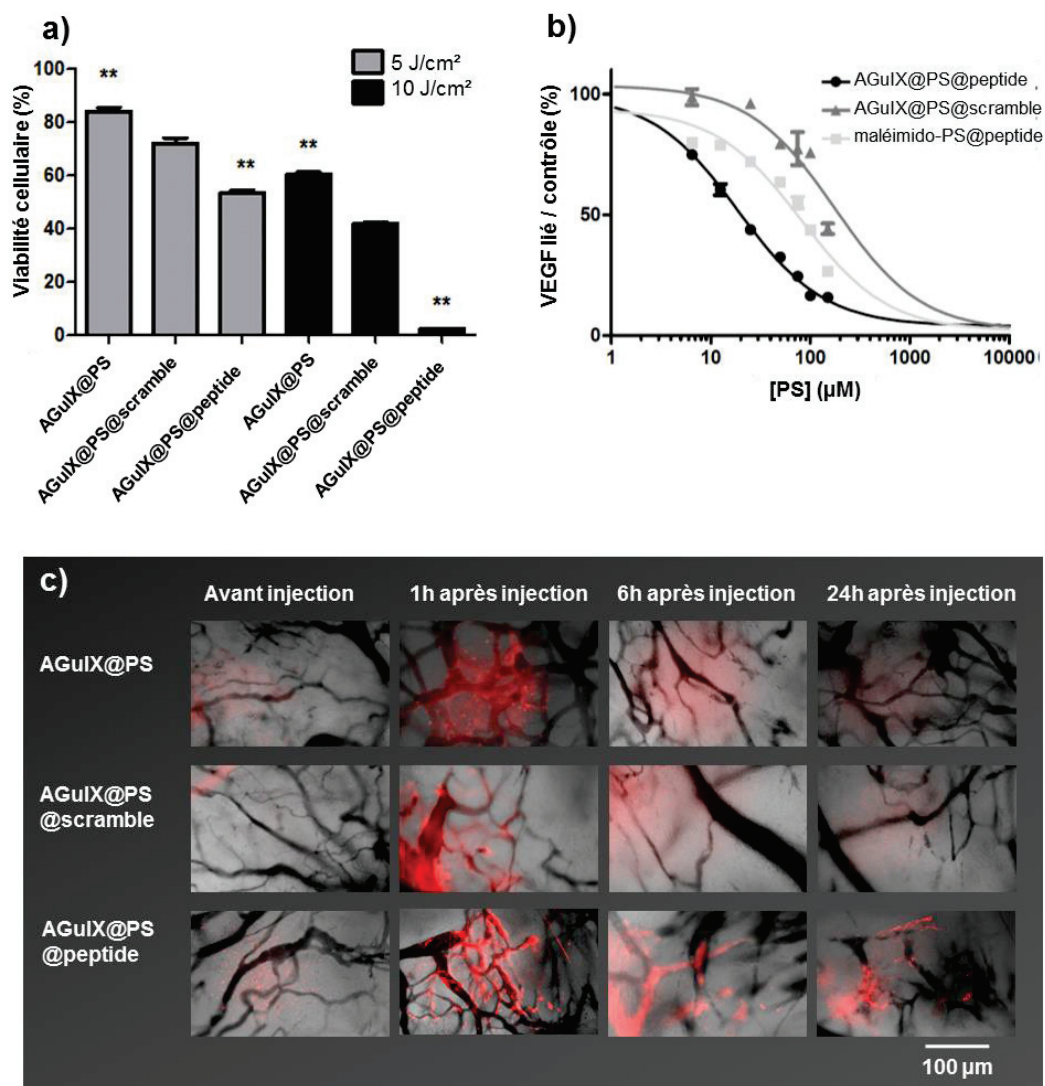 a)
5 J/cm²
10 J/cm²
Viabilité cellulaire (%)
100
80
60
40
20
0
**
**
**
**
AGuIX@PS
AGuIX@PS@scramble
AGuIX@PS@peptide
AGuIX@PS
AGuIX@PS@scramble
AGuIX@PS@peptide
b)
AGuIX@PS@peptide
AGuIX@PS@scramble
maléimido-PS@peptide
VEGF lié / contrôle (%)
100
50
0
1 10 100 1000 10000
[PS] (µM)
c)
Avant injection 1h après injection 6h après injection 24h après injection
AGuIX@PS
AGuIX@PS
@scramble
AGuIX@PS
@peptide
100 µm